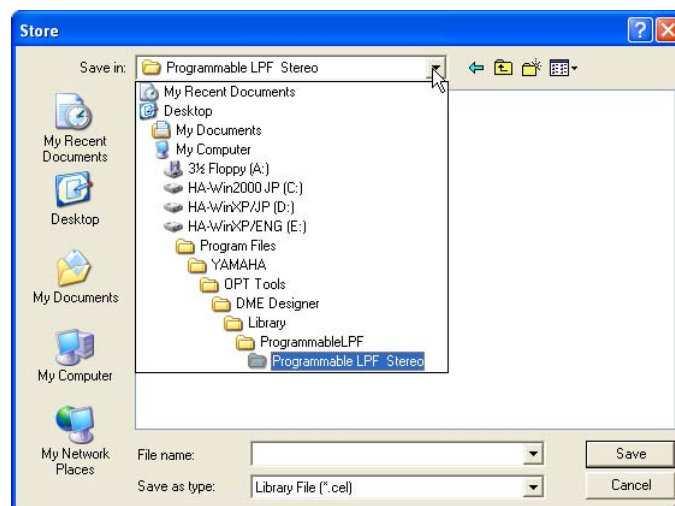 Store
Save in: Programmable LPF  Stereo
My Recent Documents
Desktop
My Documents
My Computer
3½ Floppy (A:)
HA-Win2000 JP (C:)
HA-WinXP/JP (D:)
HA-WinXP/ENG (E:)
Program Files
YAMAHA
OPT Tools
DME Designer
Library
ProgrammableLPF
Programmable LPF  Stereo
My Recent
Documents
Desktop
My Documents
My Computer
My Network
Places
File name:
Save
Save as type: Library File (*.cel)
Cancel